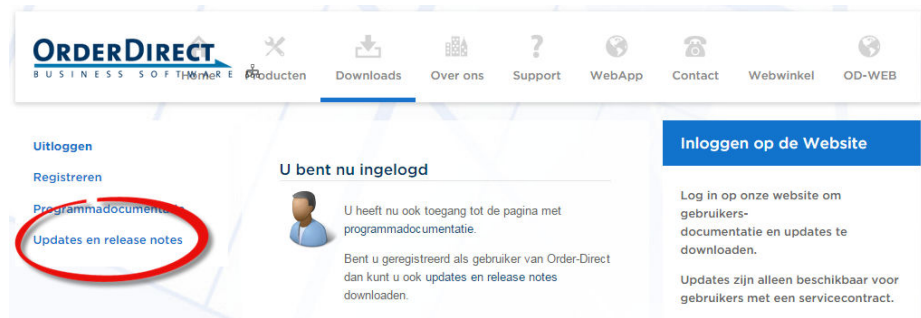 ORDERDIRECT
BUSINESS SOFTWARE
Home Producten Downloads Over ons Support WebApp Contact Webwinkel OD-WEB
Uitloggen
Registreren
Programmadocumentatie
Updates en release notes
U bent nu ingelogd
U heeft nu ook toegang tot de pagina met
programmadocumentatie.
Bent u geregistreerd als gebruiker van Order-Direct
dan kunt u ook updates en release notes
downloaden.
Inloggen op de Website
Log in op onze website om
gebruikers-
documentatie en updates te
downloaden.
Updates zijn alleen beschikbaar voor
gebruikers met een servicecontract.